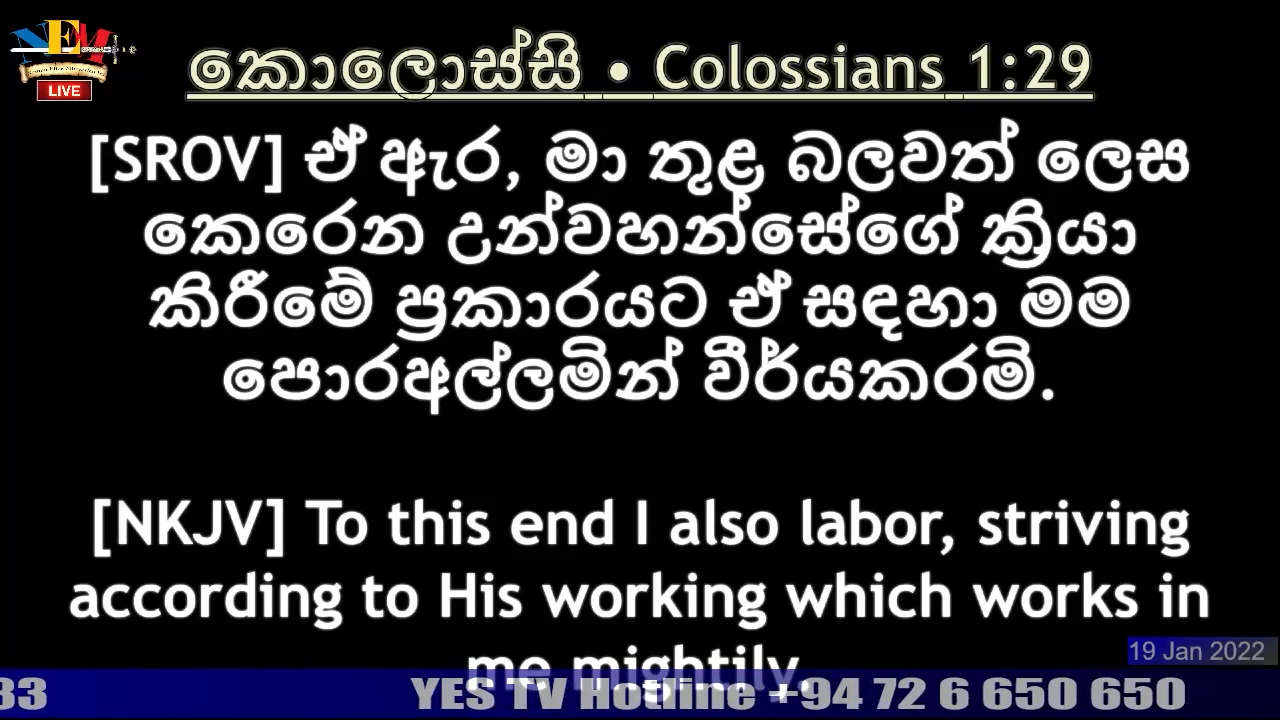 NEM
LIVE
කොලොස්සි • Colossians 1:29
[SROV] ඒ ඇර, මා තුළ බලවත් ලෙස
කෙරෙන උන්වහන්සේගේ ක්‍රියා
කිරීමේ ප්‍රකාරයට ඒ සඳහා මම
පොරඅල්ලමින් වීර්යකරමි.
[NKJV] To this end I also labor, striving
according to His working which works in
me mightily.
19 Jan 2022
33 YES TV Hotline +94 72 6 650 650